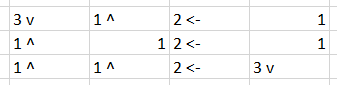 3 v 1 ^ 2 <- 1
1 ^ 1 2 <- 1
1 ^ 1 ^ 2 <- 3 v